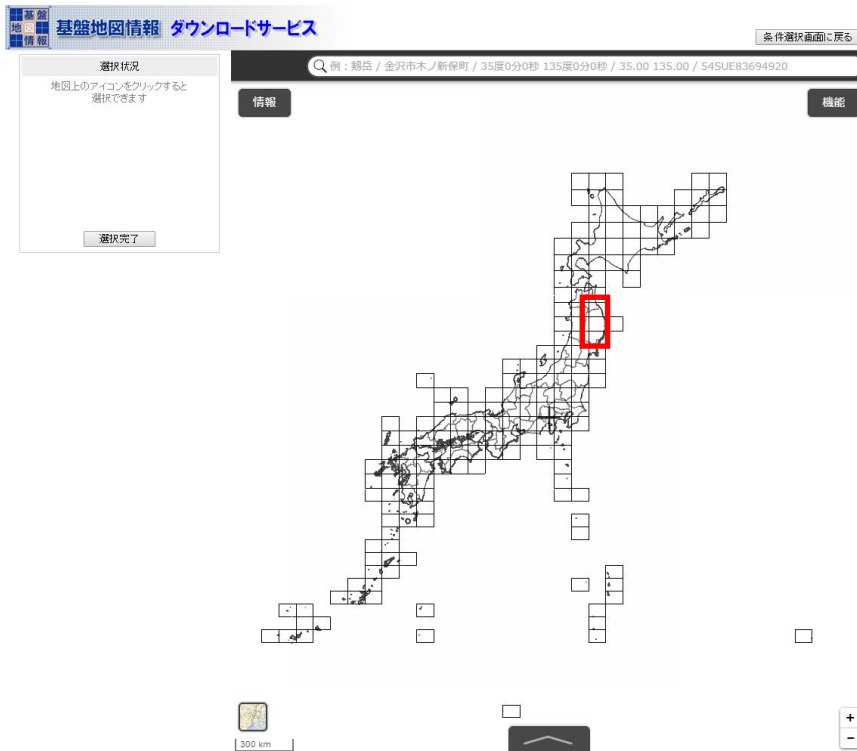 基盤
地図
情報
基盤地図情報 ダウンロードサービス
条件選択画面に戻る
選択状況
地図上のアイコンをクリックすると
選択できます
選択完了
例：剱岳 / 金沢市木ノ新保町 / 35度0分0秒 135度0分0秒 / 35.00 135.00 / 54SUE83694920
情報
機能
300 km
+
−